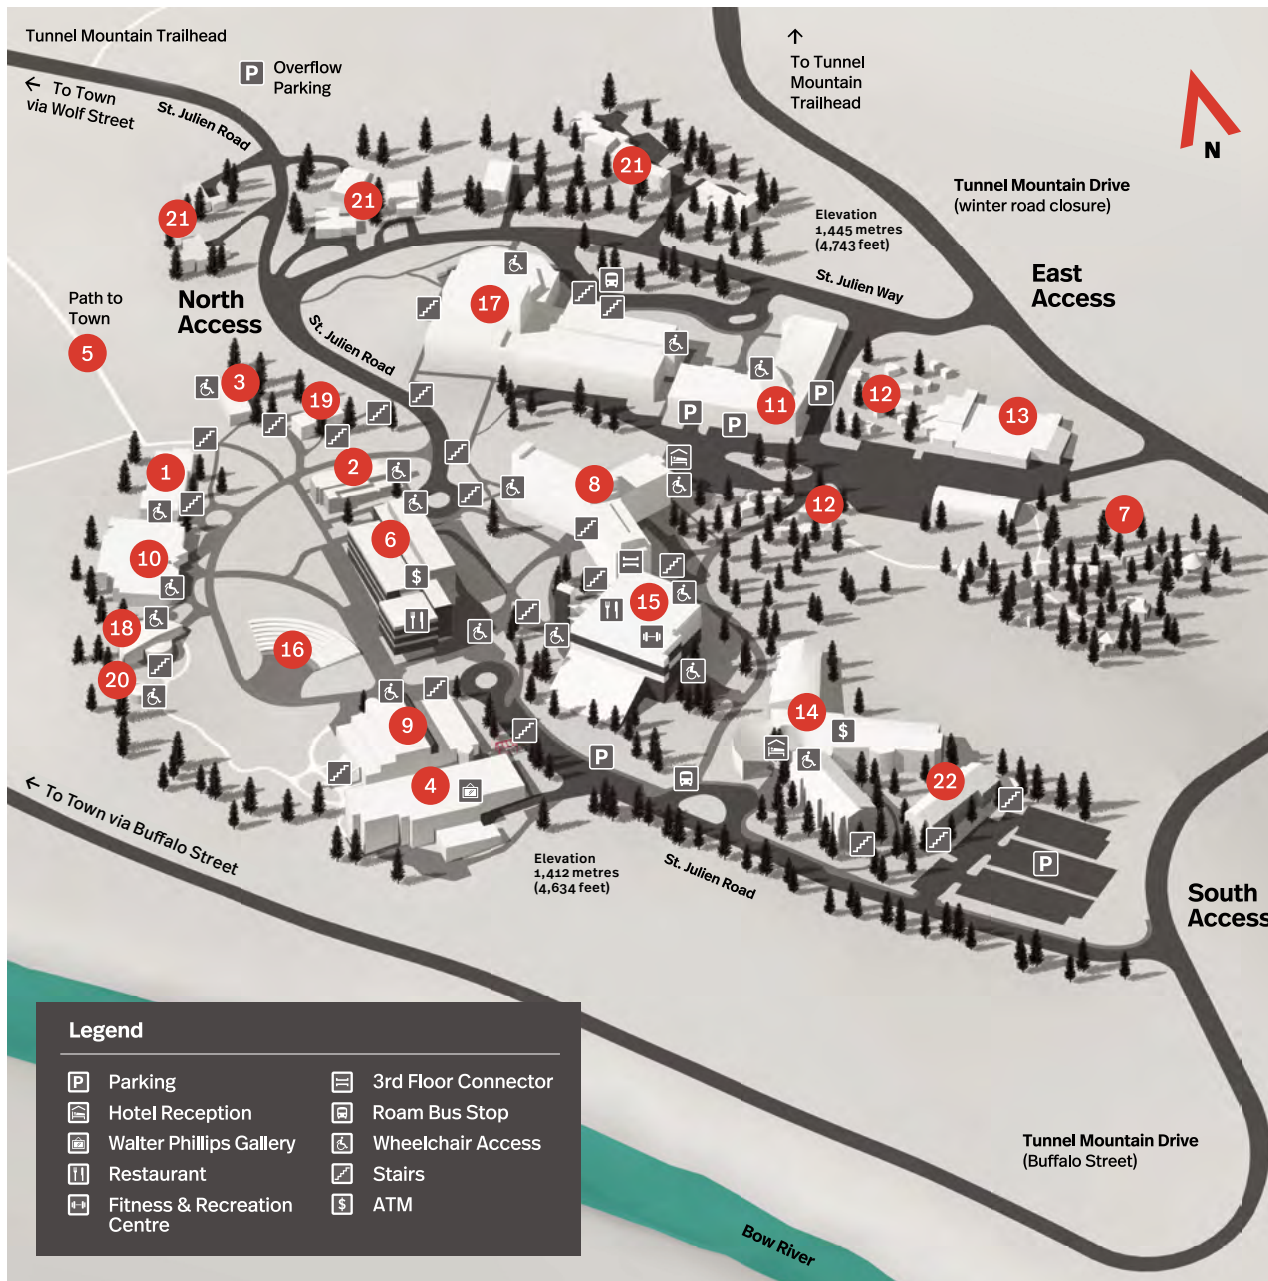 Tunnel Mountain Trailhead
← To Town
via Wolf Street
P
Overflow
Parking
St. Julien Road
↑
To Tunnel
Mountain
Trailhead
N
Tunnel Mountain Drive
(winter road closure)
Elevation
1,445 metres
(4,743 feet)
21
21
21
East
Access
St. Julien Way
Path to
Town
5
North
Access
St. Julien Road
17
3
19
11
P
P
P
12
13
1
2
8
12
7
6
$
10
15
18
16
20
9
14
$
4
P
22
P
← To Town via Buffalo Street
Elevation
1,412 metres
(4,634 feet)
St. Julien Road
South
Access
Legend
P Parking
Hotel Reception
Walter Phillips Gallery
Restaurant
Fitness & Recreation
Centre
3rd Floor Connector
Roam Bus Stop
Wheelchair Access
Stairs
$ ATM
Tunnel Mountain Drive
(Buffalo Street)
Bow River